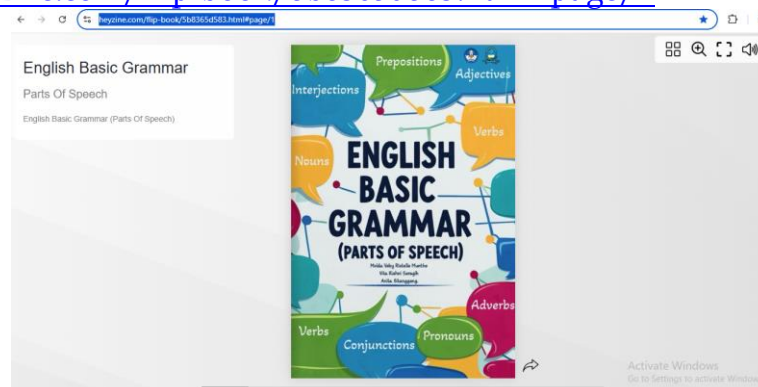 heyzine.com/flip-book/5b8365d583.html#page/1
English Basic Grammar
Parts Of Speech
English Basic Grammar (Parts Of Speech)
Prepositions
Adjectives
Interjections
Verbs
Nouns
ENGLISH
BASIC
GRAMMAR
(PARTS OF SPEECH)
Adverbs
Verbs
Pronouns
Conjunctions
Activate Windows
Go to Settings to activate Windows